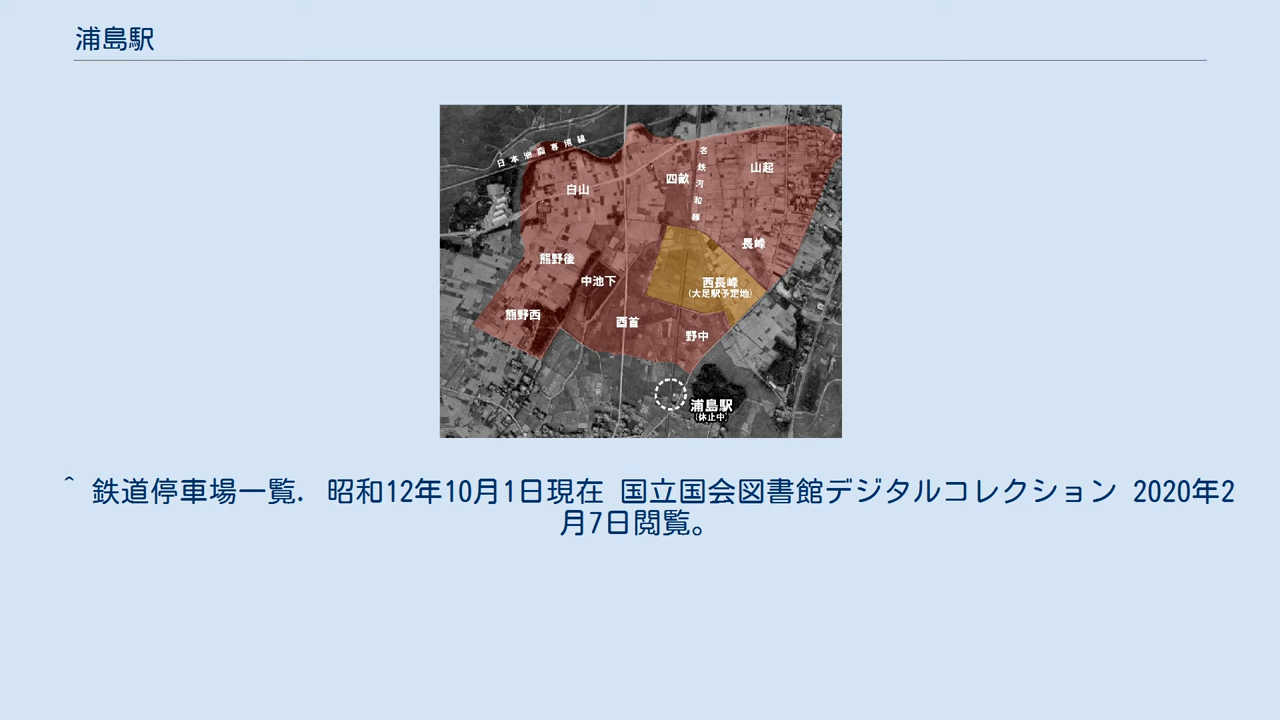 浦島駅
日本油脂専用線
名鉄河和線
山起
四畝
白山
長峰
熊野後
中池下
西長峰
(大足駅予定地)
熊野西
酉首
野中
浦島駅
(休止中)
^ 鉄道停車場一覧. 昭和12年10月1日現在 国立国会図書館デジタルコレクション 2020年2
月7日閲覧。